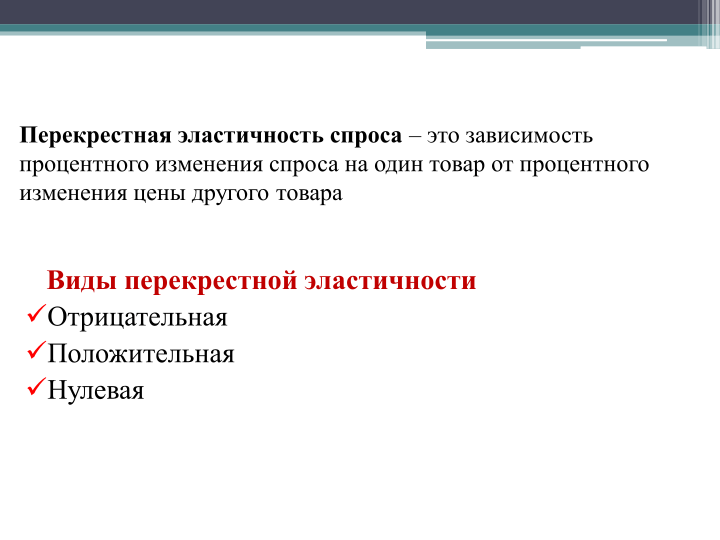 Перекрестная эластичность спроса – это зависимость
процентного изменения спроса на один товар от процентного
изменения цены другого товара
Виды перекрестной эластичности
✓Отрицательная
✓Положительная
✓Нулевая